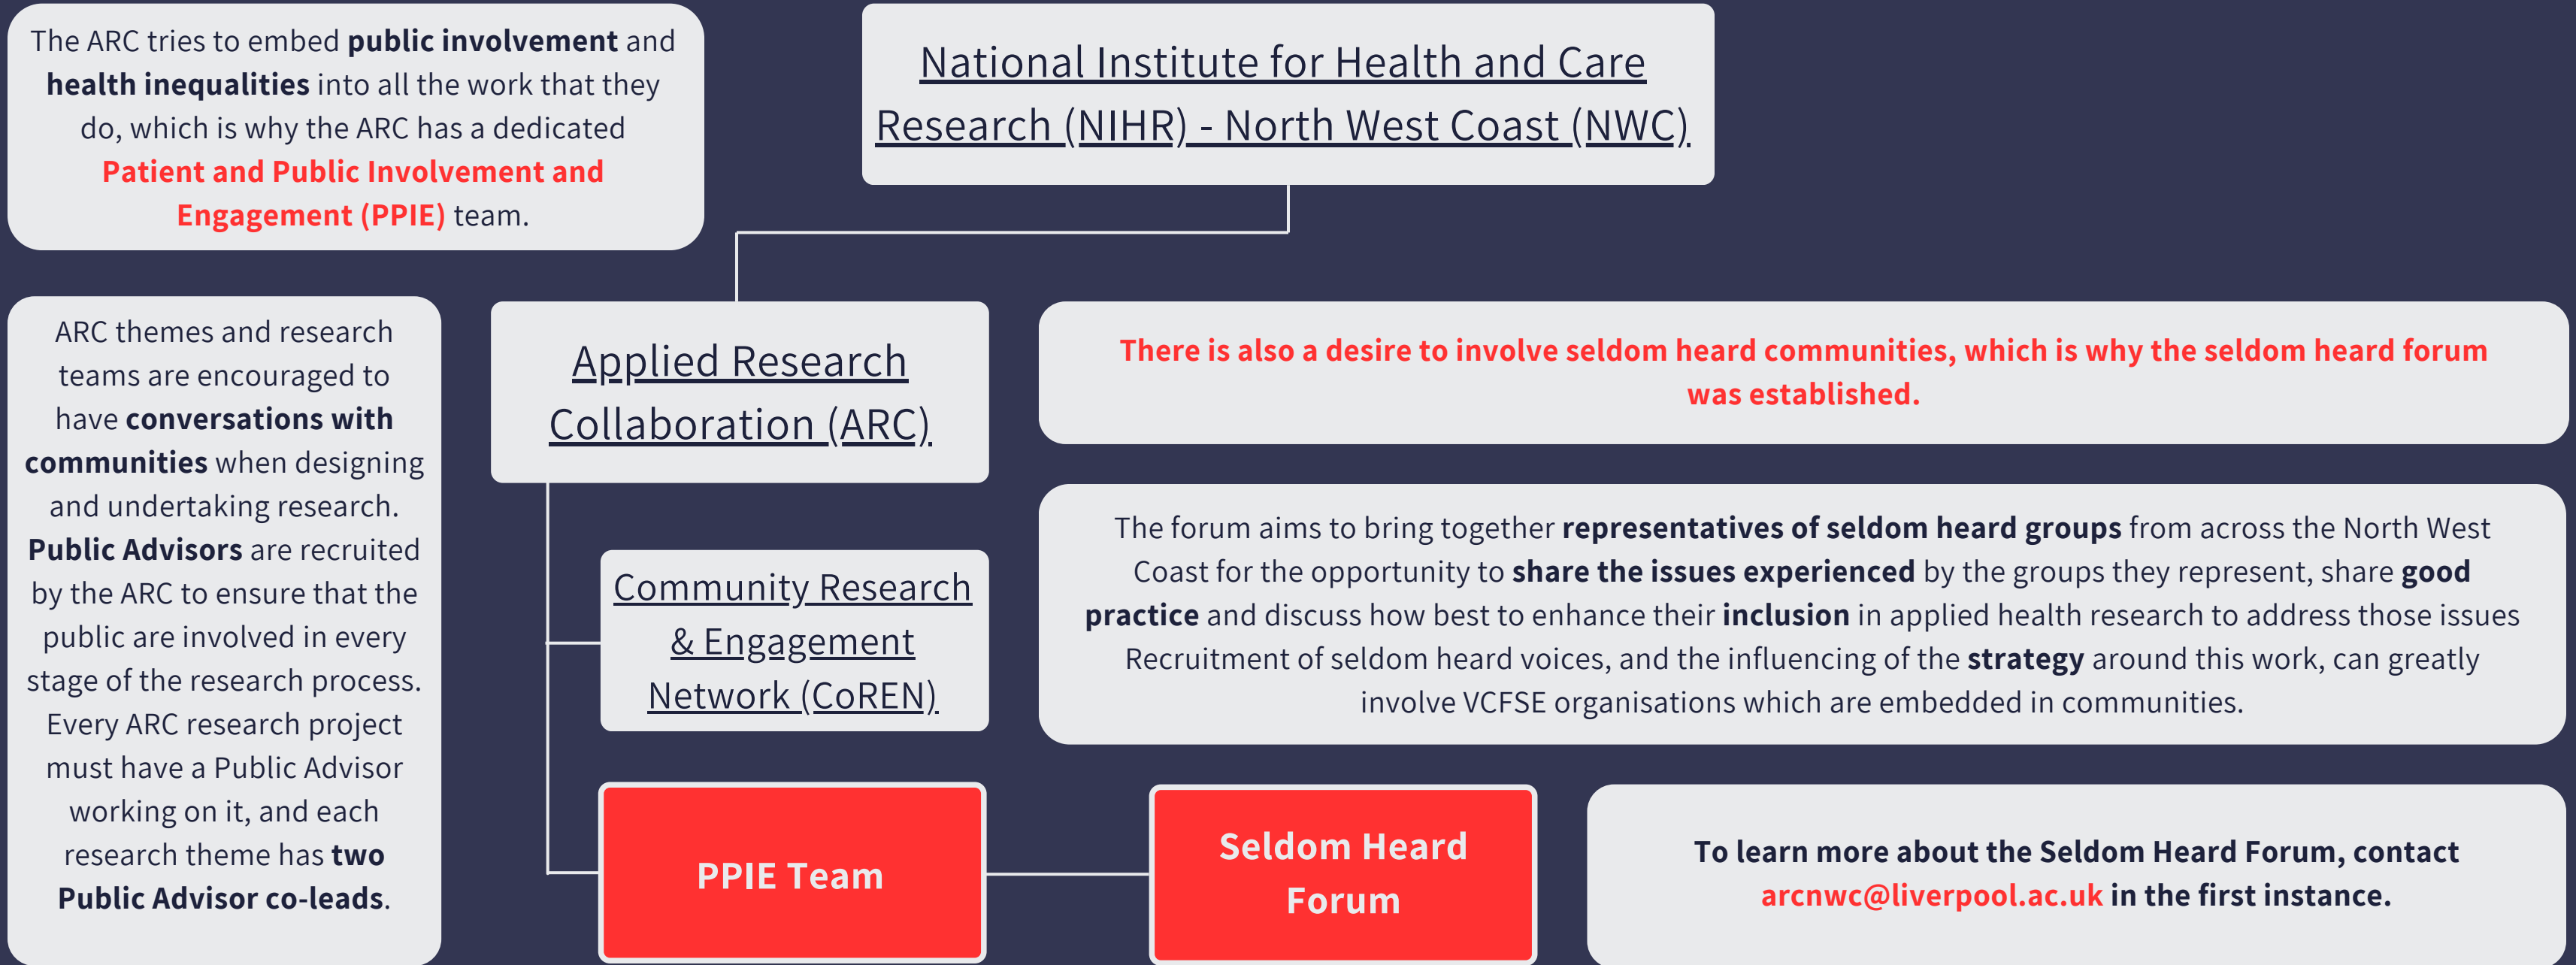 The ARC tries to embed public involvement and
health inequalities into all the work that they
do, which is why the ARC has a dedicated
Patient and Public Involvement and
Engagement (PPIE) team.
National Institute for Health and Care
Research (NIHR) - North West Coast (NWC)
ARC themes and research
teams are encouraged to
have conversations with
communities when designing
and undertaking research.
Public Advisors are recruited
by the ARC to ensure that the
public are involved in every
stage of the research process.
Every ARC research project
must have a Public Advisor
working on it, and each
research theme has two
Public Advisor co-leads.
Applied Research
Collaboration (ARC)
There is also a desire to involve seldom heard communities, which is why the seldom heard forum
was established.
The forum aims to bring together representatives of seldom heard groups from across the North West
Coast for the opportunity to share the issues experienced by the groups they represent, share good
practice and discuss how best to enhance their inclusion in applied health research to address those issues
Recruitment of seldom heard voices, and the influencing of the strategy around this work, can greatly
involve VCFSE organisations which are embedded in communities.
Community Research
& Engagement
Network (CoREN)
PPIE Team
Seldom Heard
Forum
To learn more about the Seldom Heard Forum, contact
arcnwc@liverpool.ac.uk in the first instance.